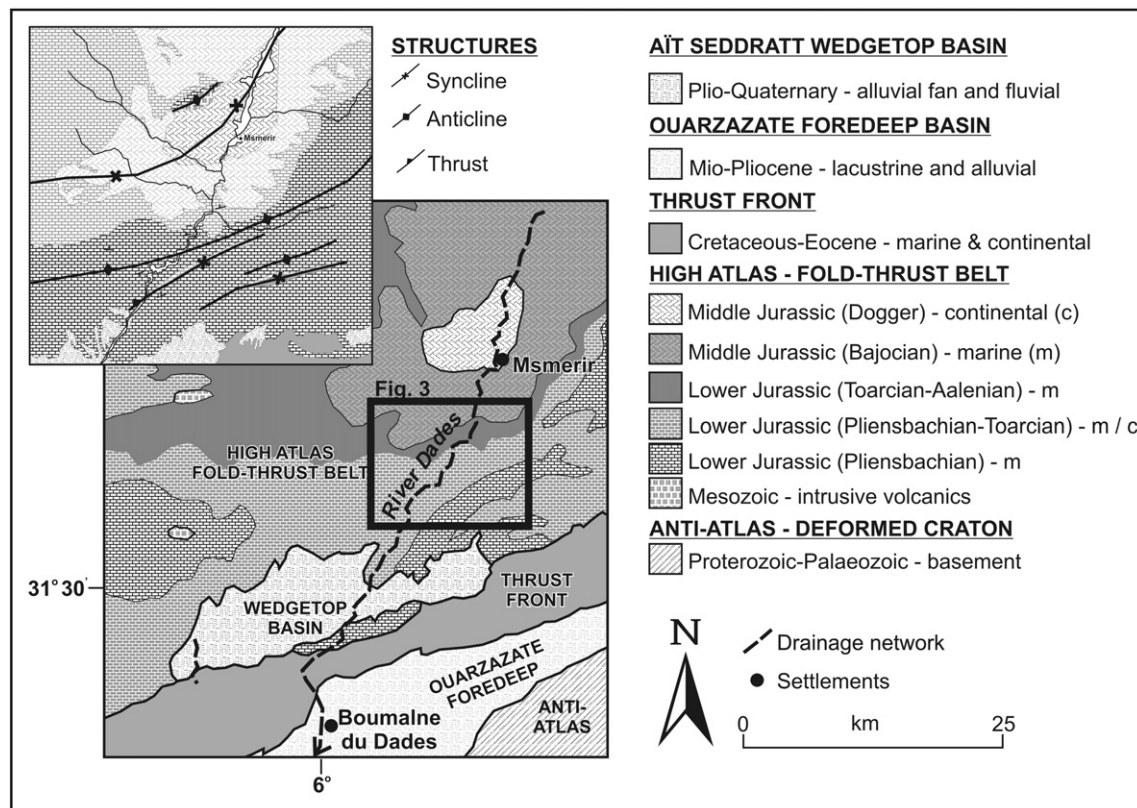 Msmerir
STRUCTURES
Syncline
Anticline
Thrust
AÏT SEDDRATT WEDGETOP BASIN
Plio-Quaternary - alluvial fan and fluvial
OUARZAZATE FOREDEEP BASIN
Mio-Pliocene - lacustrine and alluvial
THRUST FRONT
Cretaceous-Eocene - marine & continental
HIGH ATLAS - FOLD-THRUST BELT
Middle Jurassic (Dogger) - continental (c)
Middle Jurassic (Bajocian) - marine (m)
Lower Jurassic (Toarcian-Aalenian) - m
Lower Jurassic (Pliensbachian-Toarcian) - m / c
Lower Jurassic (Pliensbachian) - m
Mesozoic - intrusive volcanics
ANTI-ATLAS - DEFORMED CRATON
Proterozoic-Palaeozoic - basement
Msmerir
Fig. 3
River Dades
HIGH ATLAS
FOLD-THRUST BELT
31° 30'
WEDGETOP
BASIN
THRUST
FRONT
OUARZAZATE
FOREDEEP
ANTI-
ATLAS
Boumalne
du Dades
6°
N
Drainage network
Settlements
0 km 25